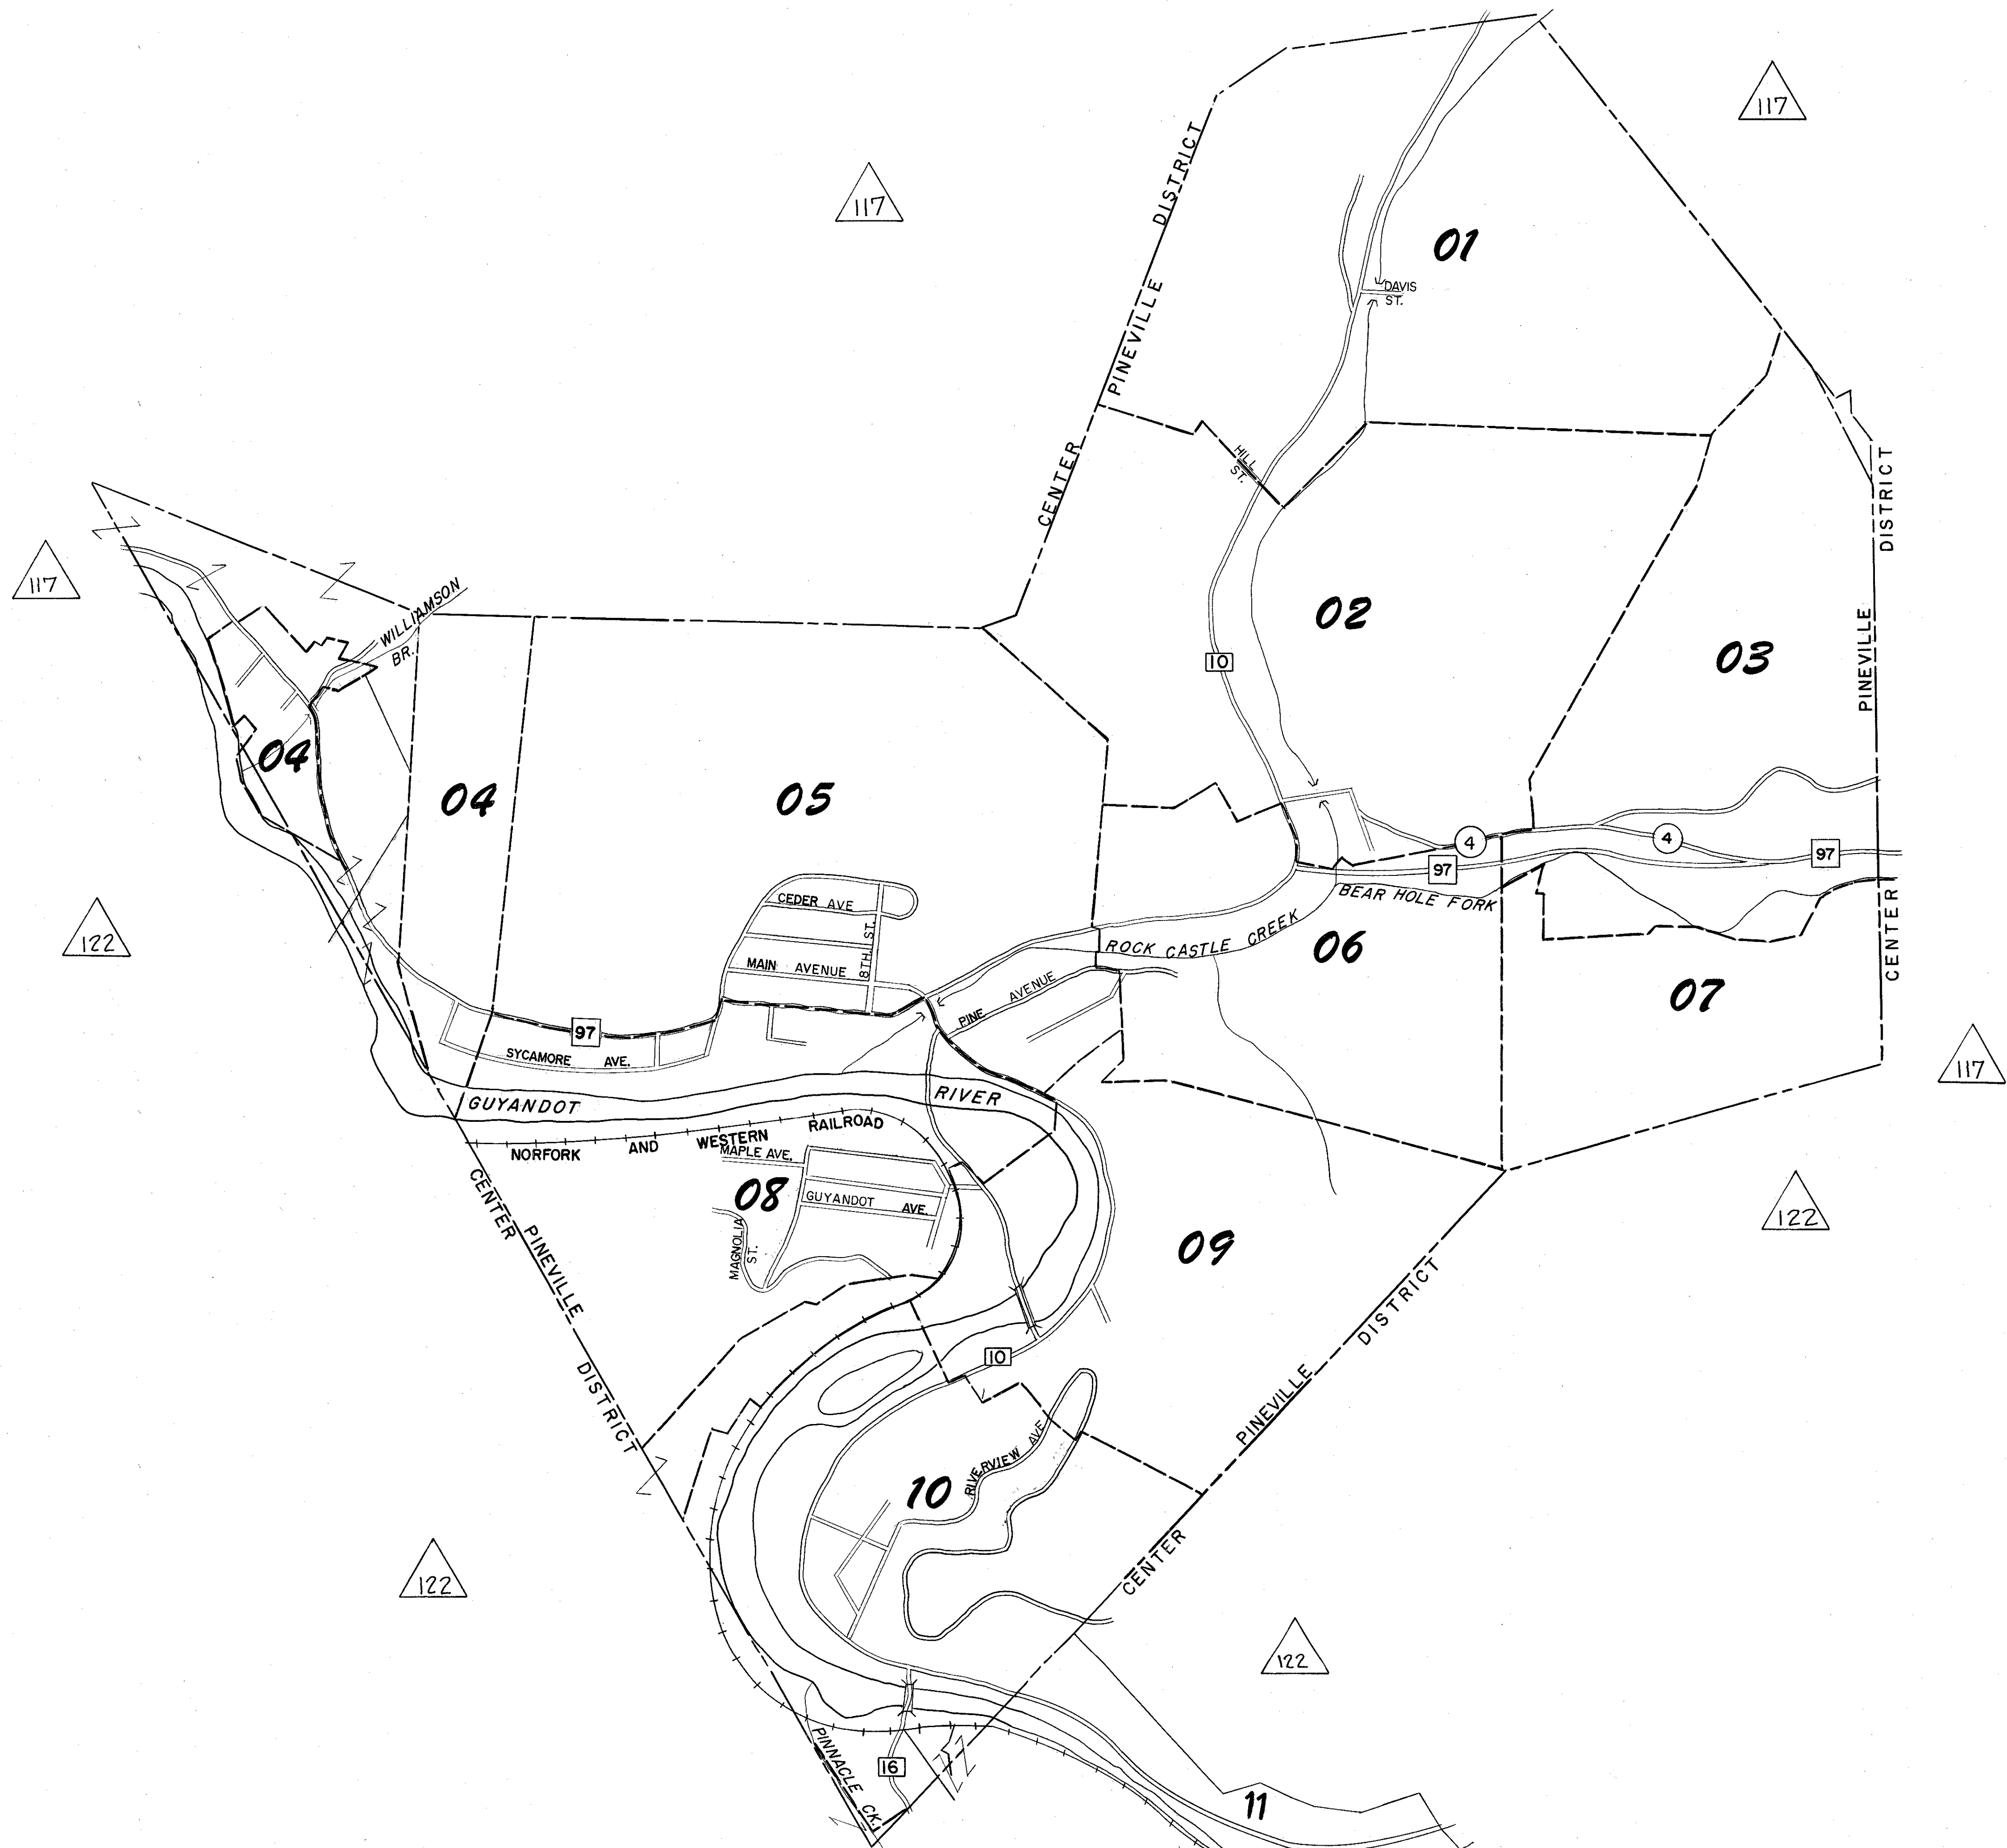 117
117
DISTRICT
01
DAVIS
ST.
PINEVILLE
CENTER
HILL
ST.
DISTRICT
117
WILLIAMSON
BR.
02
03
10
PINEVILLE
04
04
05
4
4
97
97
122
CEDER AVE
BEAR HOLE FORK
8TH. ST.
ROCK CASTLE CREEK
06
CENTER
MAIN AVENUE
PINE AVENUE
07
97
SYCAMORE AVE.
117
GUYANDOT RIVER
NORFORK AND WESTERN RAILROAD
MAPLE AVE.
08
GUYANDOT AVE.
CENTER
122
PINEVILLE
MAGNOLIA
ST.
09
DISTRICT
10
DISTRICT
PINEVILLE
RIVERVIEW AVE
10
122
CENTER
122
PINNACLE CK.
16
11